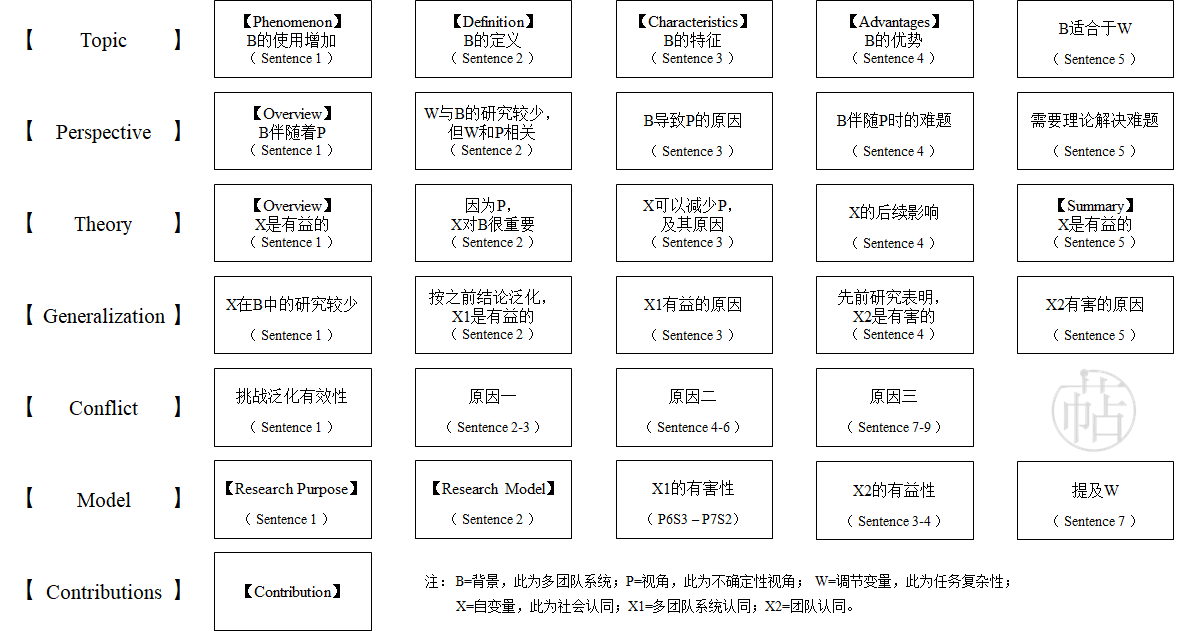 【 Topic 】
【Phenomenon】
B的使用增加
（ Sentence 1 ）
【Definition】
B的定义
（ Sentence 2 ）
【Characteristics】
B的特征
（ Sentence 3 ）
【Advantages】
B的优势
（ Sentence 4 ）
B适合于W
（ Sentence 5 ）
【 Perspective 】
【Overview】
B伴随着P
（ Sentence 1 ）
W与B的研究较少，
但W和P相关
（ Sentence 2 ）
B导致P的原因
（ Sentence 3 ）
B伴随P时的难题
（ Sentence 4 ）
需要理论解决难题
（ Sentence 5 ）
【 Theory 】
【Overview】
X是有益的
（ Sentence 1 ）
因为P，
X对B很重要
（ Sentence 2 ）
X可以减少P，
及其原因
（ Sentence 3 ）
X的后续影响
（ Sentence 4 ）
【Summary】
X是有益的
（ Sentence 5 ）
【 Generalization 】
X在B中的研究较少
（ Sentence 1 ）
按之前结论泛化，
X1是有益的
（ Sentence 2 ）
X1有益的原因
（ Sentence 3 ）
先前研究表明，
X2是有害的
（ Sentence 4 ）
X2有害的原因
（ Sentence 5 ）
【 Conflict 】
挑战泛化有效性
（ Sentence 1 ）
原因一
（ Sentence 2-3 ）
原因二
（ Sentence 4-6 ）
原因三
（ Sentence 7-9 ）
萜
【 Model 】
【Research Purpose】
（ Sentence 1 ）
【Research Model】
（ Sentence 2 ）
X1的有害性
（ P6S3 – P7S2）
X2的有益性
（ Sentence 3-4 ）
提及W
（ Sentence 7 ）
【 Contributions 】
【Contribution】
注： B=背景，此为多团队系统；P=视角，此为不确定性视角； W=调节变量，此为任务复杂性；
X=自变量，此为社会认同；X1=多团队系统认同；X2=团队认同。